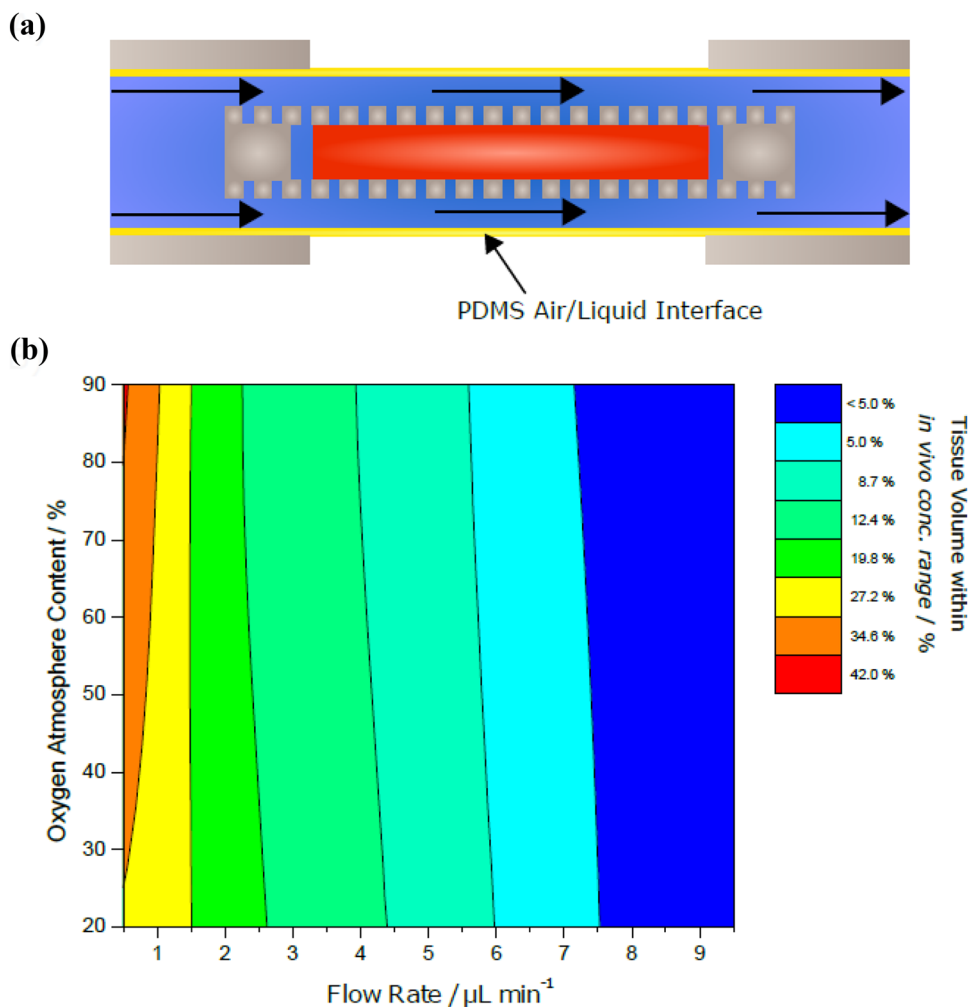 (a)
PDMS Air/Liquid Interface
(b)
Oxygen Atmosphere Content / %
90
80
70
60
50
40
30
20
1 2 3 4 5 6 7 8 9
Flow Rate / µL min⁻¹
< 5.0 %
5.0 %
8.7 %
12.4 %
19.8 %
27.2 %
34.6 %
42.0 %
Tissue Volume within
in vivo conc. range / %